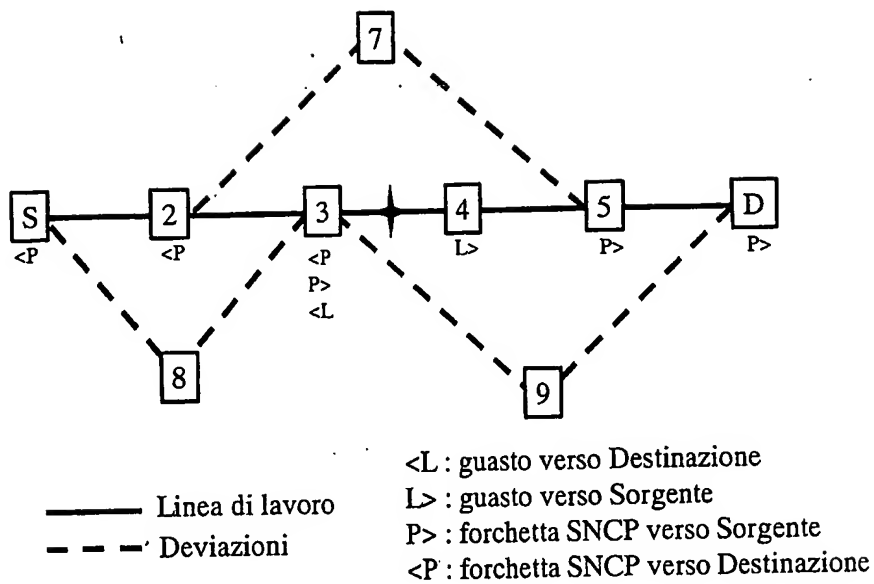 7
S 2 3 4 5 D
<P <P <P L> P> P>
P>
<L
8
9
<L : guasto verso Destinazione
Linea di lavoro L> : guasto verso Sorgente
Deviazioni P> : forchetta SNCP verso Sorgente
<P : forchetta SNCP verso Destinazione